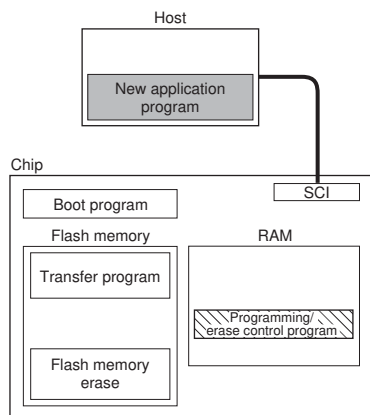 Host
New application
program
Chip
SCI
Boot program
Flash memory
RAM
Transfer program
Programming/
erase control program
Flash memory
erase